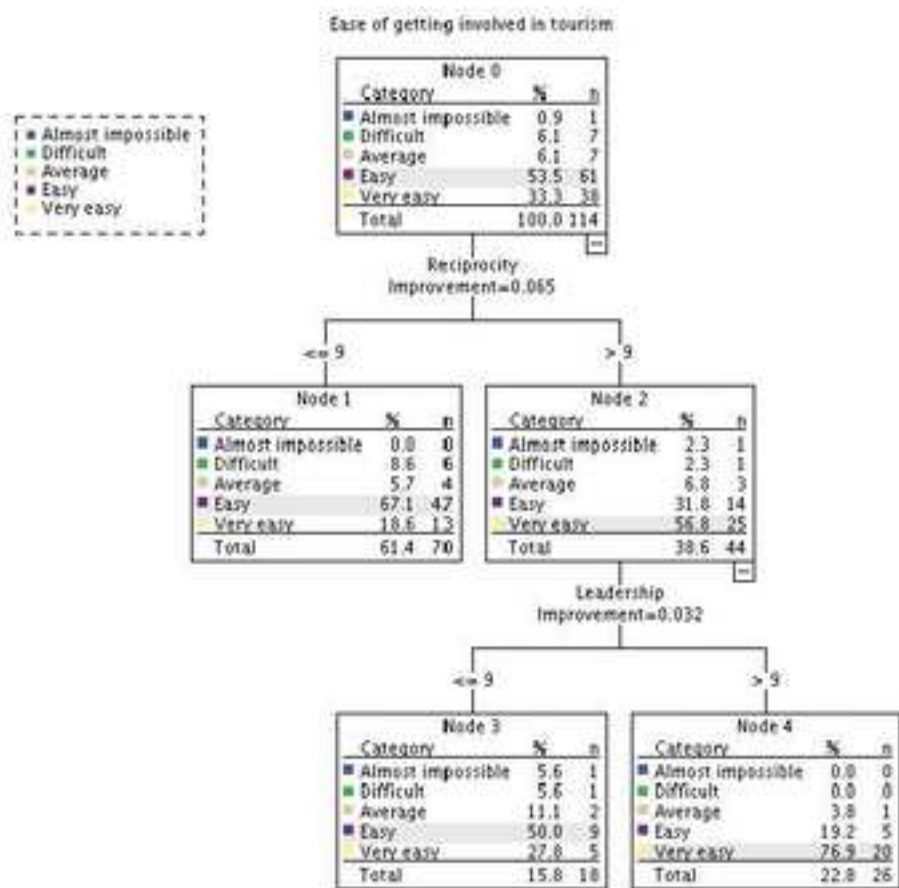 Ease of getting involved in tourism
Almost impossible
Difficult
Average
Easy
Very easy
Node 0
Category % n
Almost impossible 0.9 1
Difficult 6.1 7
Average 6.1 7
Easy 53.5 61
Very easy 33.3 38
Total 100.0 114
Reciprocity
Improvement=0.065
<= 9
> 9
Node 1
Category % n
Almost impossible 0.0 0
Difficult 8.6 6
Average 5.7 4
Easy 67.1 47
Very easy 18.6 13
Total 61.4 70
Node 2
Category % n
Almost impossible 2.3 1
Difficult 2.3 1
Average 6.8 3
Easy 31.8 14
Very easy 56.8 25
Total 38.6 44
Leadership
Improvement=0.032
<= 9
> 9
Node 3
Category % n
Almost impossible 5.6 1
Difficult 5.6 1
Average 11.1 2
Easy 50.0 9
Very easy 27.8 5
Total 15.8 18
Node 4
Category % n
Almost impossible 0.0 0
Difficult 0.0 0
Average 3.8 1
Easy 19.2 5
Very easy 76.9 20
Total 22.8 26